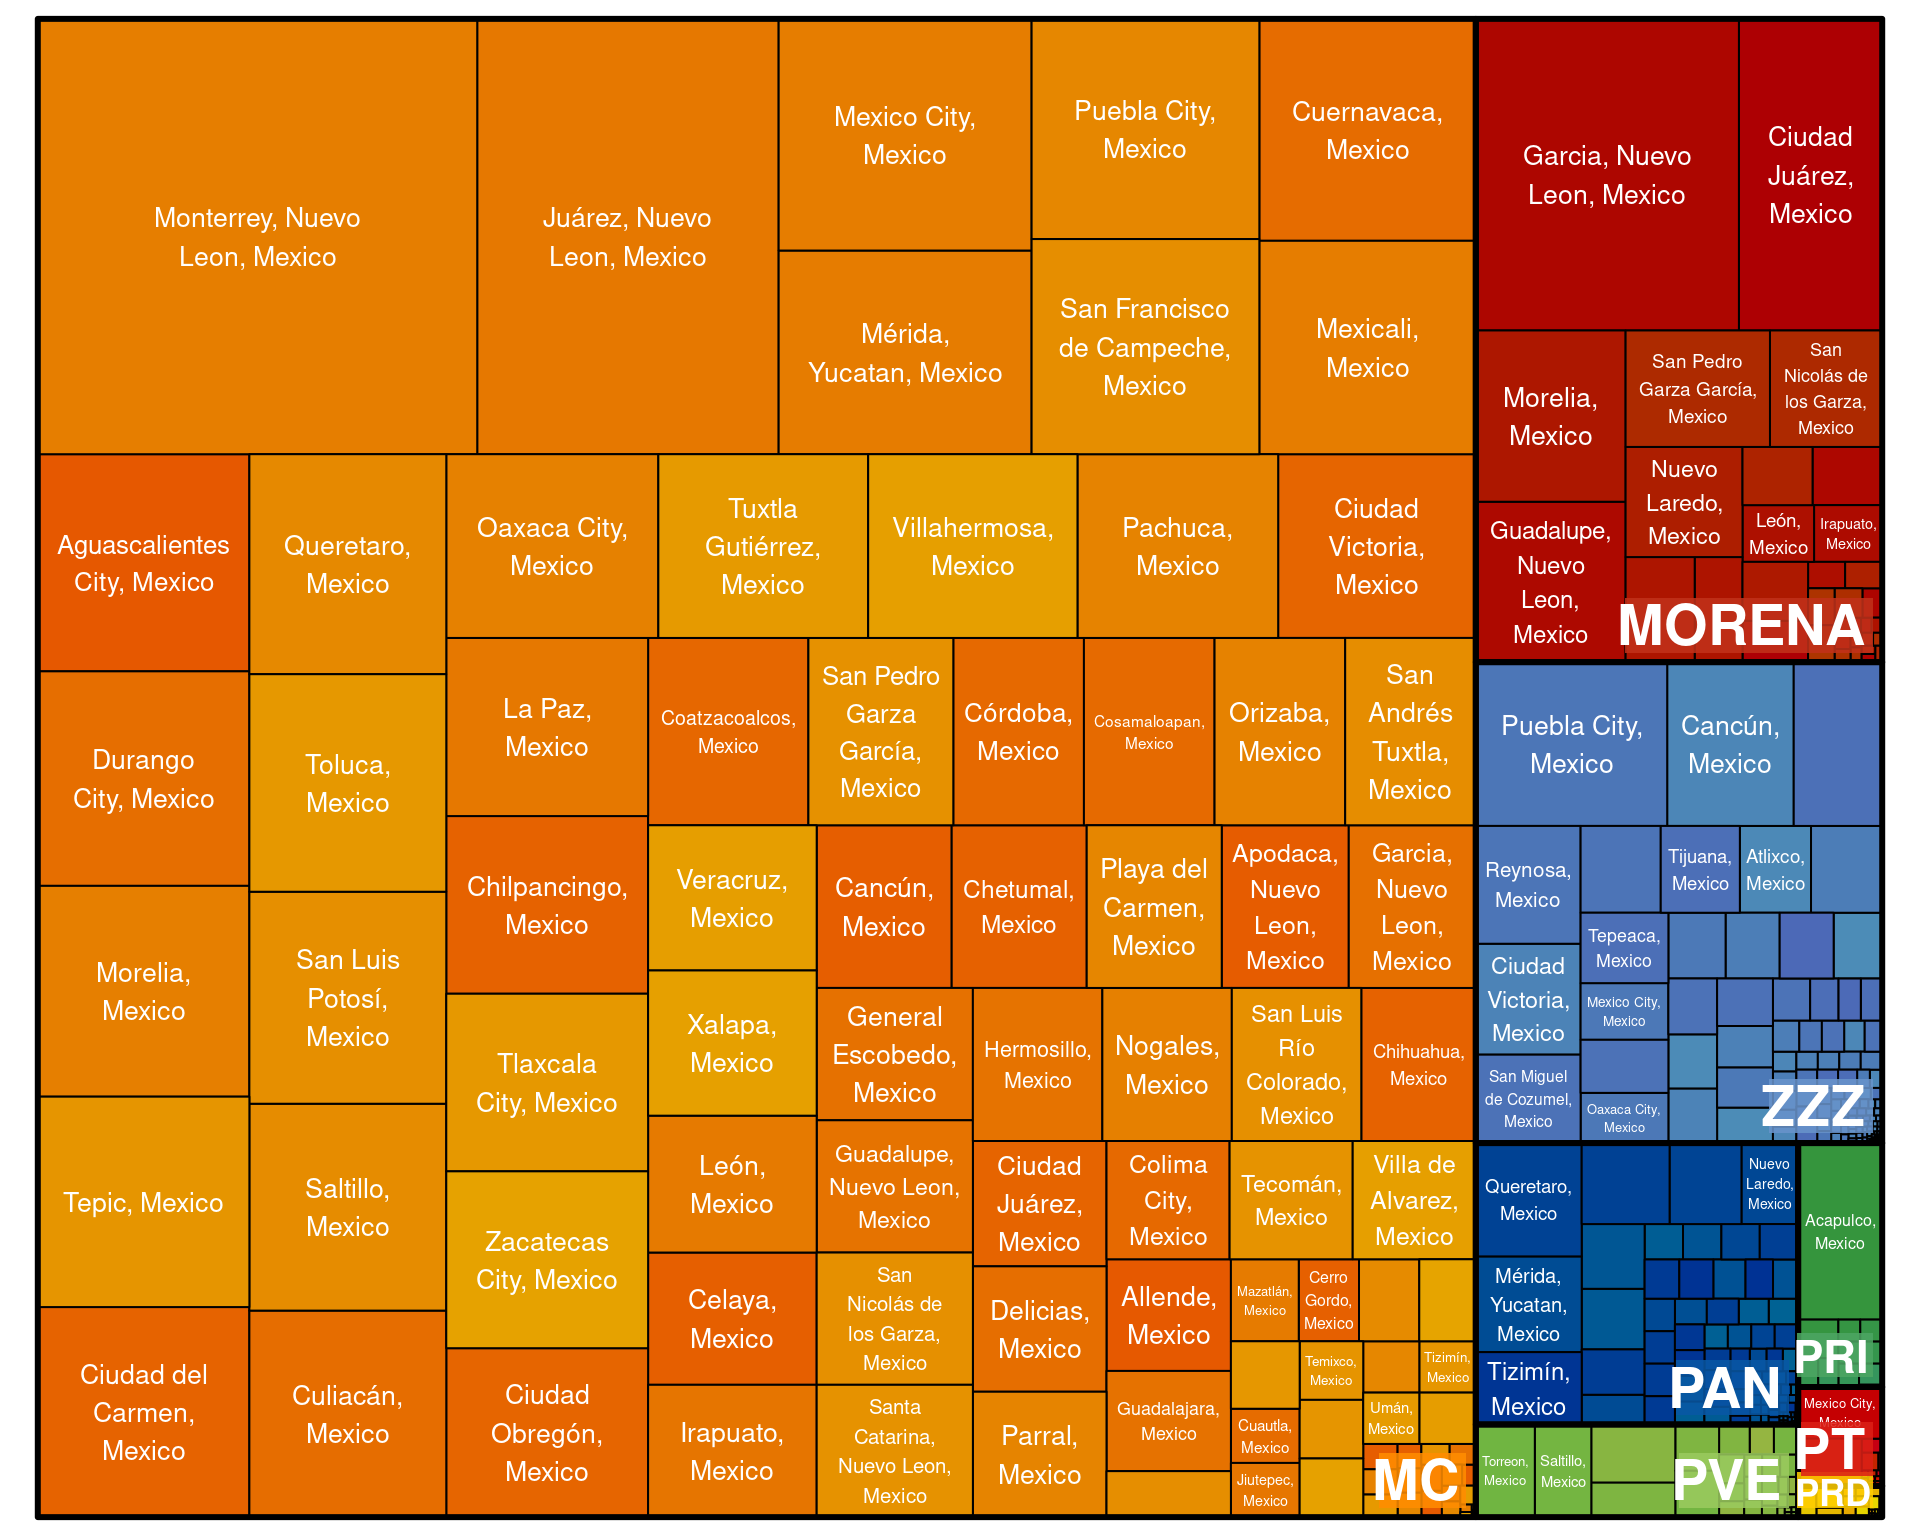 Monterrey, Nuevo
Leon, Mexico
Juárez, Nuevo
Leon, Mexico
Mexico City,
Mexico
Mérida,
Yucatan, Mexico
Puebla City,
Mexico
San Francisco
de Campeche,
Mexico
Cuernavaca,
Mexico
Mexicali,
Mexico
Aguascalientes
City, Mexico
Durango
City, Mexico
Morelia,
Mexico
Tepic, Mexico
Ciudad del
Carmen,
Mexico
Queretaro,
Mexico
Toluca,
Mexico
San Luis
Potosí,
Mexico
Saltillo,
Mexico
Culiacán,
Mexico
Oaxaca City,
Mexico
Tuxtla
Gutiérrez,
Mexico
Villahermosa,
Mexico
Pachuca,
Mexico
Ciudad
Victoria,
Mexico
La Paz,
Mexico
Chilpancingo,
Mexico
Tlaxcala
City, Mexico
Zacatecas
City, Mexico
Ciudad
Obregón,
Mexico
Coatzacoalcos,
Mexico
San Pedro
Garza
García,
Mexico
Córdoba,
Mexico
Cosamaloapan,
Mexico
Orizaba,
Mexico
San
Andrés
Tuxtla,
Mexico
Veracruz,
Mexico
Xalapa,
Mexico
León,
Mexico
Celaya,
Mexico
Irapuato,
Mexico
Cancún,
Mexico
Chetumal,
Mexico
Playa del
Carmen,
Mexico
Apodaca,
Nuevo
Leon,
Mexico
Garcia,
Nuevo
Leon,
Mexico
General
Escobedo,
Mexico
Guadalupe,
Nuevo Leon,
Mexico
San
Nicolás de
los Garza,
Mexico
Santa
Catarina,
Nuevo Leon,
Mexico
Hermosillo,
Mexico
Nogales,
Mexico
San Luis
Río
Colorado,
Mexico
Chihuahua,
Mexico
Ciudad
Juárez,
Mexico
Delicias,
Mexico
Parral,
Mexico
Colima
City,
Mexico
Tecomán,
Mexico
Villa de
Alvarez,
Mexico
Allende,
Mexico
Guadalajara,
Mexico
Mazatlán,
Mexico
Cerro
Gordo,
Mexico
Temixco,
Mexico
Tizimín,
Mexico
Cuautla,
Mexico
Umán,
Mexico
Jiutepec,
Mexico
MC
Garcia, Nuevo
Leon, Mexico
Ciudad
Juárez,
Mexico
Morelia,
Mexico
San Pedro
Garza García,
Mexico
San
Nicolás de
los Garza,
Mexico
Guadalupe,
Nuevo
Leon,
Mexico
Nuevo
Laredo,
Mexico
León,
Mexico
Irapuato,
Mexico
MORENA
Puebla City,
Mexico
Cancún,
Mexico
Reynosa,
Mexico
Tijuana,
Mexico
Atlixco,
Mexico
Ciudad
Victoria,
Mexico
Tepeaca,
Mexico
Mexico City,
Mexico
San Miguel
de Cozumel,
Mexico
Oaxaca City,
Mexico
ZZZ
Queretaro,
Mexico
Nuevo
Laredo,
Mexico
Mérida,
Yucatan,
Mexico
Tizimín,
Mexico
PAN
Acapulco,
Mexico
PRI
Mexico City,
Mexico
PT
Torreon,
Mexico
Saltillo,
Mexico
PVE
PRD